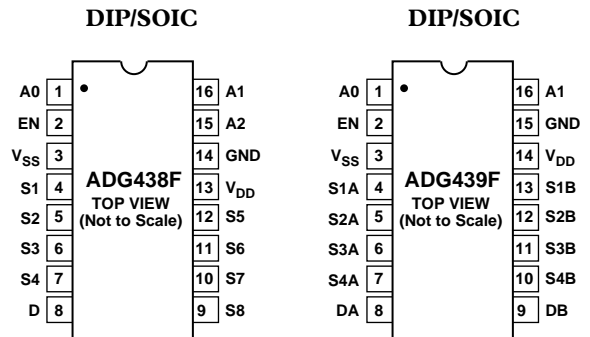 DIP/SOIC
A0 1 16 A1
EN 2 15 A2
VSS 3 14 GND
S1 4 13 VDD
S2 5 12 S5
S3 6 11 S6
S4 7 10 S7
D 8 9 S8
ADG438F
TOP VIEW
(Not to Scale)
DIP/SOIC
A0 1 16 A1
EN 2 15 GND
VSS 3 14 VDD
S1A 4 13 S1B
S2A 5 12 S2B
S3A 6 11 S3B
S4A 7 10 S4B
DA 8 9 DB
ADG439F
TOP VIEW
(Not to Scale)